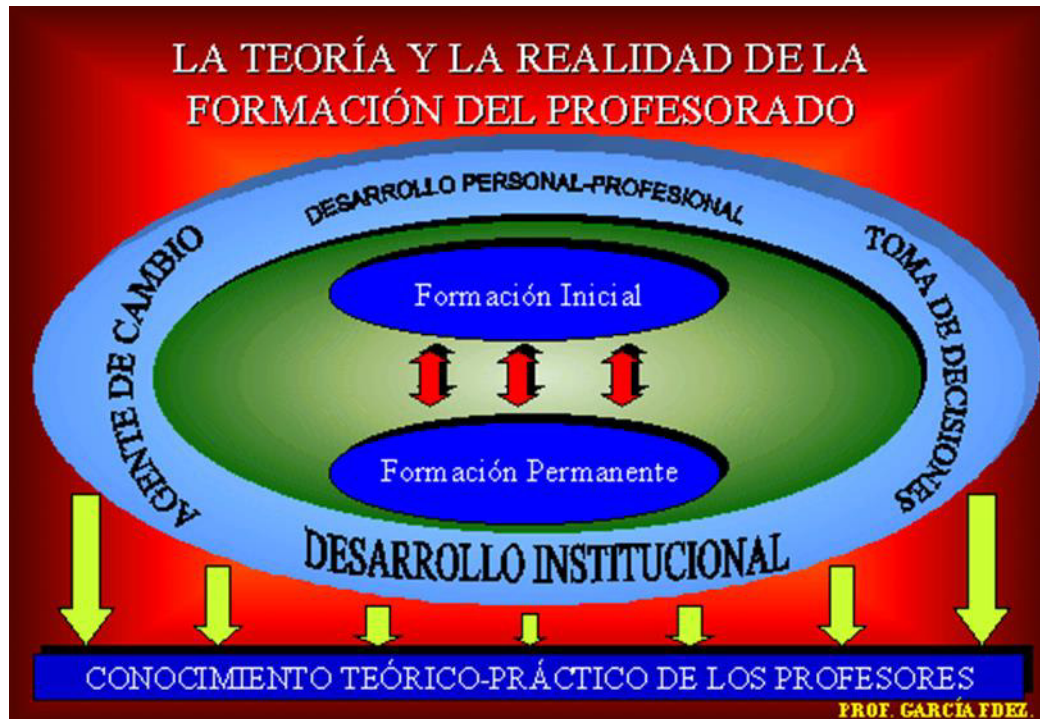 LA TEORÍA Y LA REALIDAD DE LA
FORMACIÓN DEL PROFESORADO
DESARROLLO PERSONAL-PROFESIONAL
AGENTE DE CAMBIO
TOMA DE DECISIONES
Formación Inicial
Formación Permanente
DESARROLLO INSTITUCIONAL
CONOCIMIENTO TEÓRICO-PRÁCTICO DE LOS PROFESORES
PROF. GARCÍA FDEZ.